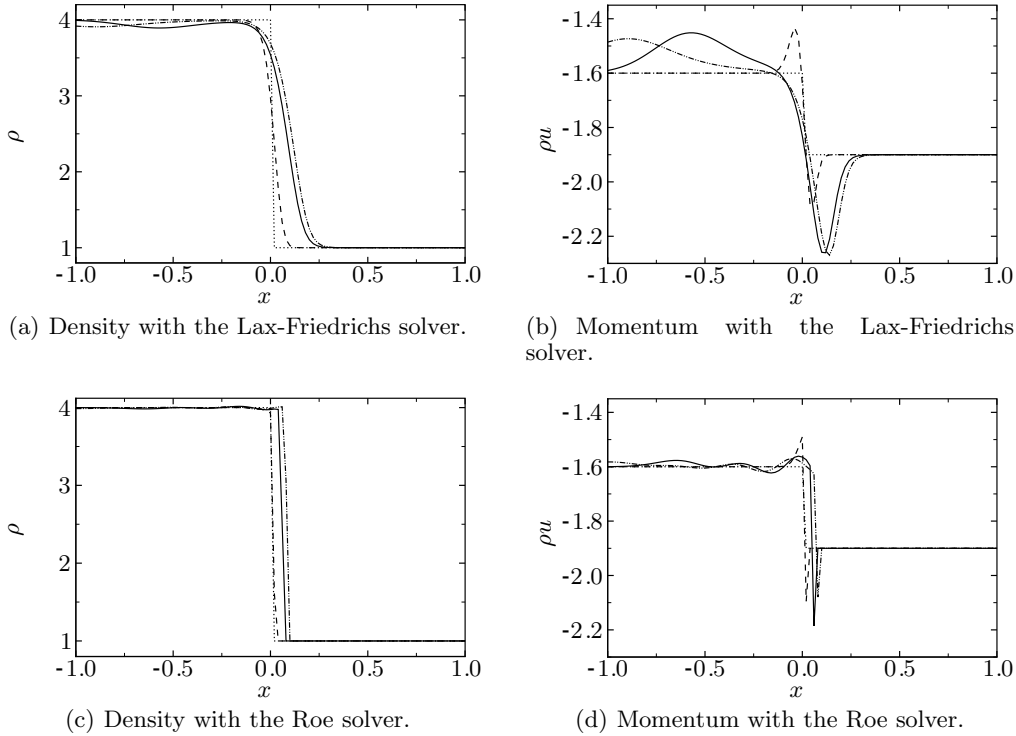 4
3
2
1
ρ
-1.0
-0.5
0.0
0.5
1.0
x
(a) Density with the Lax-Friedrichs solver.
-1.4
-1.6
-1.8
-2.0
-2.2
ρu
-1.0
-0.5
0.0
0.5
1.0
x
(b) Momentum with the Lax-Friedrichs
solver.
4
3
2
1
ρ
-1.0
-0.5
0.0
0.5
1.0
x
(c) Density with the Roe solver.
-1.4
-1.6
-1.8
-2.0
-2.2
ρu
-1.0
-0.5
0.0
0.5
1.0
x
(d) Momentum with the Roe solver.